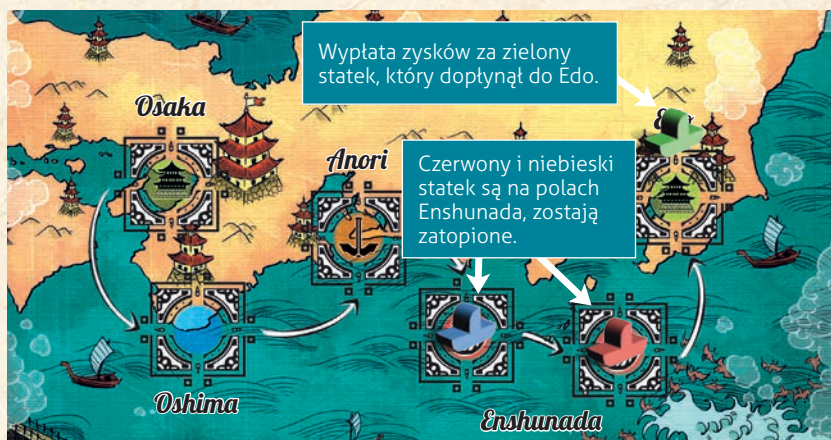 Wypłata zysków za zielony
statek, który dopłynął do Edo.
Osaka
Anori
Czerwony i niebieski
statek są na polach
Enshunada, zostają
zatopione.
Oshima
Enshunada